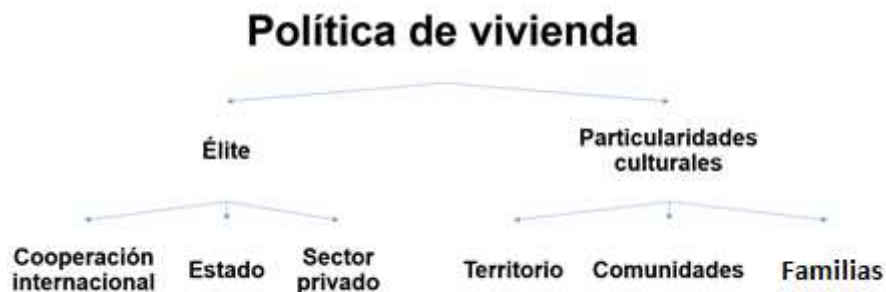 Política de vivienda
Élite
Particularidades
culturales
Cooperación
internacional
Estado
Sector
privado
Territorio
Comunidades
Familias